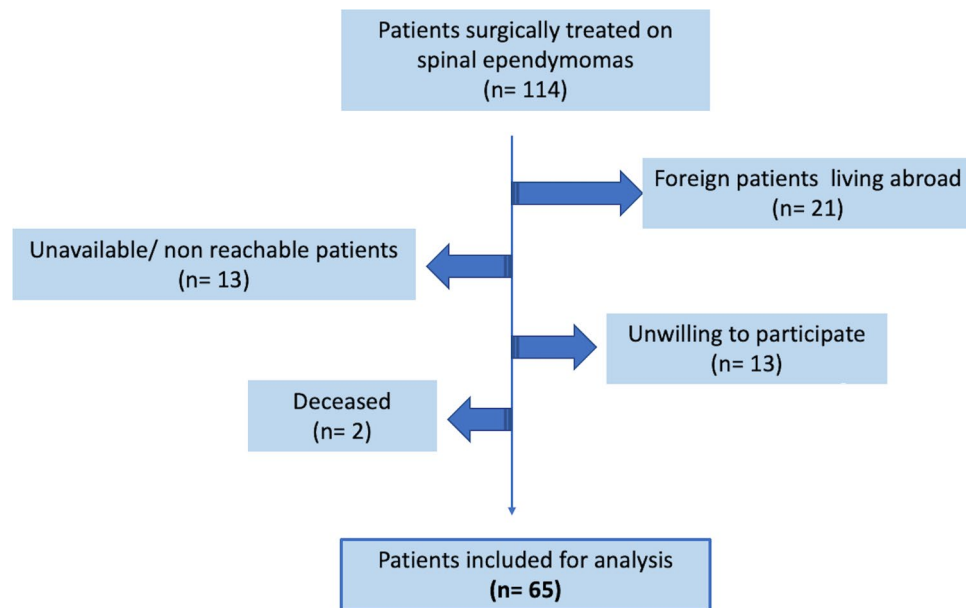 Patients surgically treated on
spinal ependymomas
(n= 114)
Foreign patients living abroad
(n= 21)
Unavailable/ non reachable patients
(n= 13)
Unwilling to participate
(n= 13)
Deceased
(n= 2)
Patients included for analysis
(n= 65)